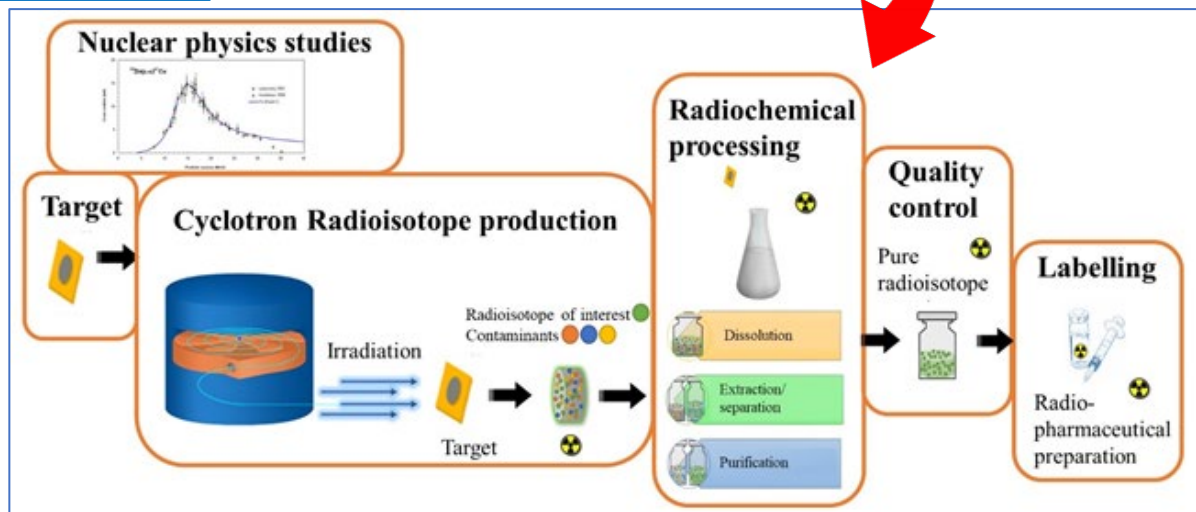 Nuclear physics studies
Target
Cyclotron Radioisotope production
Radioisotope of interest
Contaminants
Irradiation
Target
Radiochemical
processing
Dissolution
Extraction/
separation
Purification
Quality
control
Pure
radioisotope
Labelling
Radio-
pharmaceutical
preparation